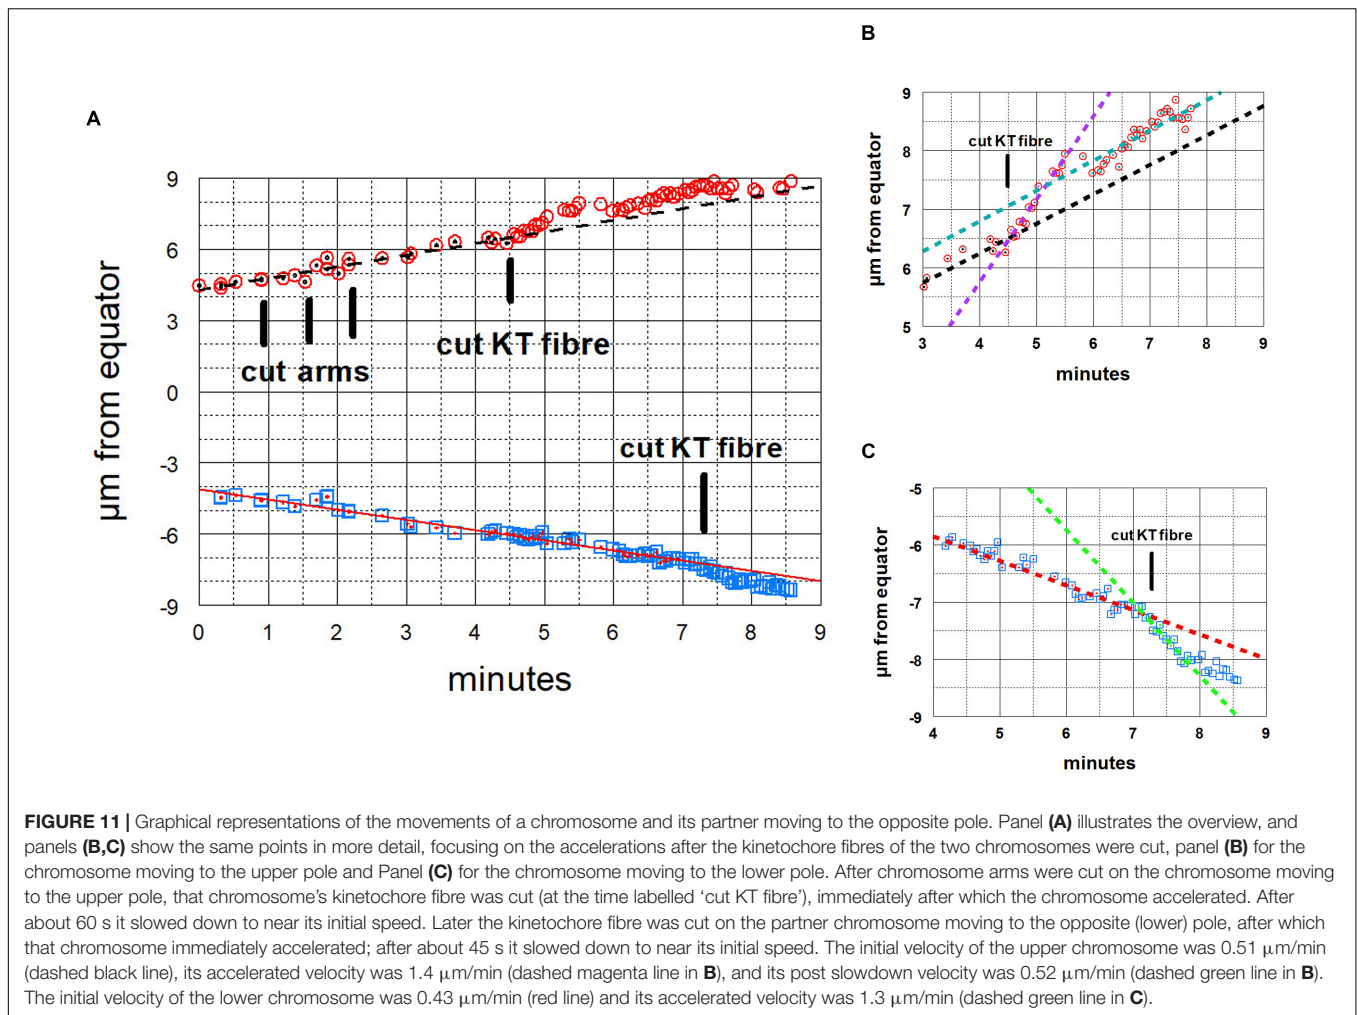 A
9
6
3
0
-3
-6
-9
µm from equator
cut arms
cut KT fibre
cut KT fibre
0 1 2 3 4 5 6 7 8 9
minutes
B
9
8
7
6
5
µm from equator
cut KT fibre
3 4 5 6 7 8 9
minutes
C
-5
-6
-7
-8
-9
µm from equator
cut KT fibre
4 5 6 7 8 9
minutes
FIGURE 11 | Graphical representations of the movements of a chromosome and its partner moving to the opposite pole. Panel (A) illustrates the overview, and
panels (B,C) show the same points in more detail, focusing on the accelerations after the kinetochore fibres of the two chromosomes were cut, panel (B) for the
chromosome moving to the upper pole and Panel (C) for the chromosome moving to the lower pole. After chromosome arms were cut on the chromosome moving
to the upper pole, that chromosome's kinetochore fibre was cut (at the time labelled 'cut KT fibre'), immediately after which the chromosome accelerated. After
about 60 s it slowed down to near its initial speed. Later the kinetochore fibre was cut on the partner chromosome moving to the opposite (lower) pole, after which
that chromosome immediately accelerated; after about 45 s it slowed down to near its initial speed. The initial velocity of the upper chromosome was 0.51 µm/min
(dashed black line), its accelerated velocity was 1.4 µm/min (dashed magenta line in B), and its post slowdown velocity was 0.52 µm/min (dashed green line in B).
The initial velocity of the lower chromosome was 0.43 µm/min (red line) and its accelerated velocity was 1.3 µm/min (dashed green line in C).